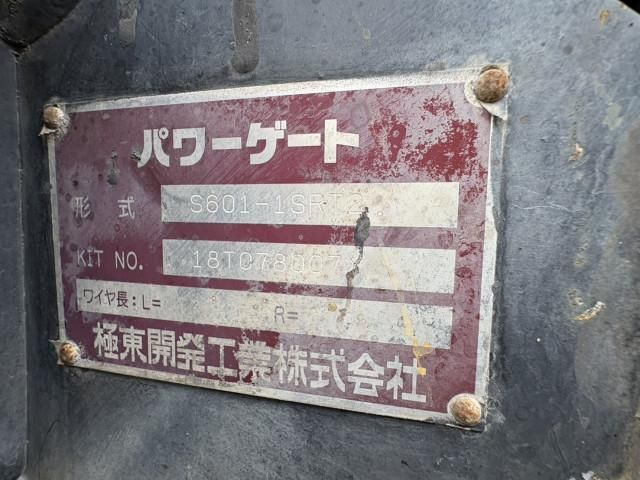 パワーゲート
形式 S601-1SRT2
KIT NO. 18T078007
ワイヤ長：L= R=
極東開発工業株式会社